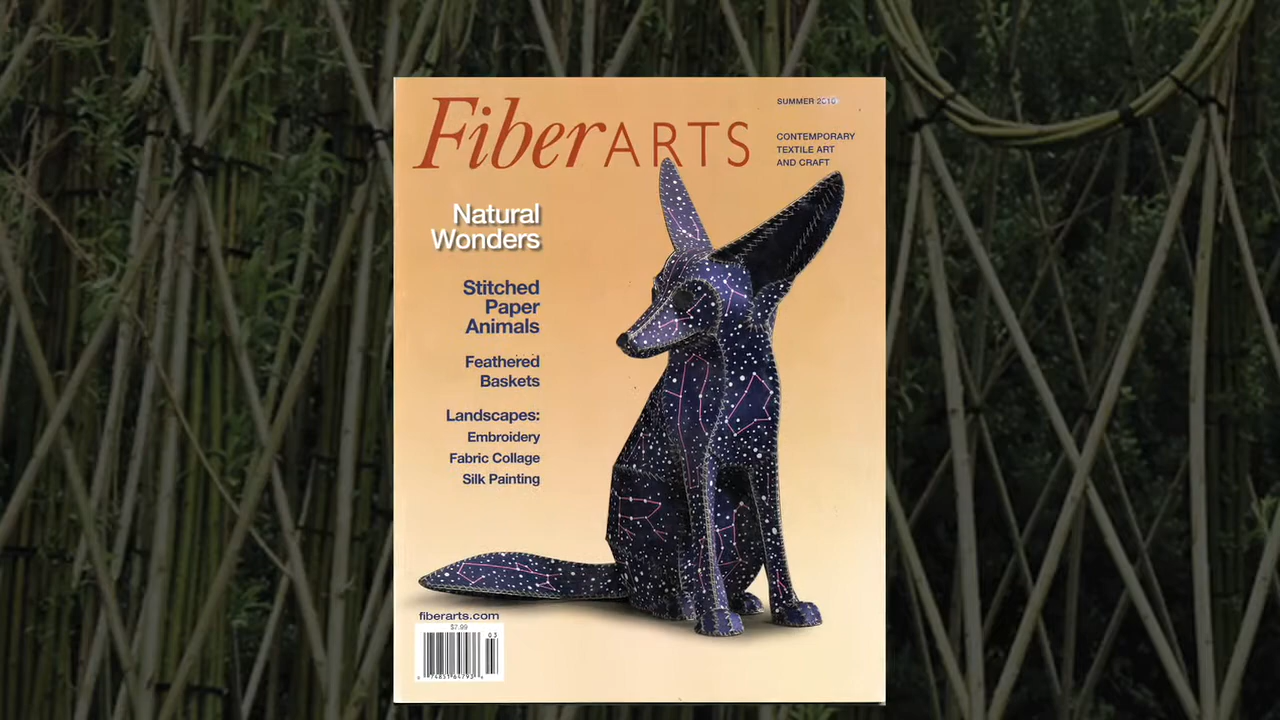 FiberARTS
SUMMER 2010
CONTEMPORARY
TEXTILE ART
AND CRAFT
Natural
Wonders
Stitched
Paper
Animals
Feathered
Baskets
Landscapes:
Embroidery
Fabric Collage
Silk Painting
fiberarts.com
$7.99
03